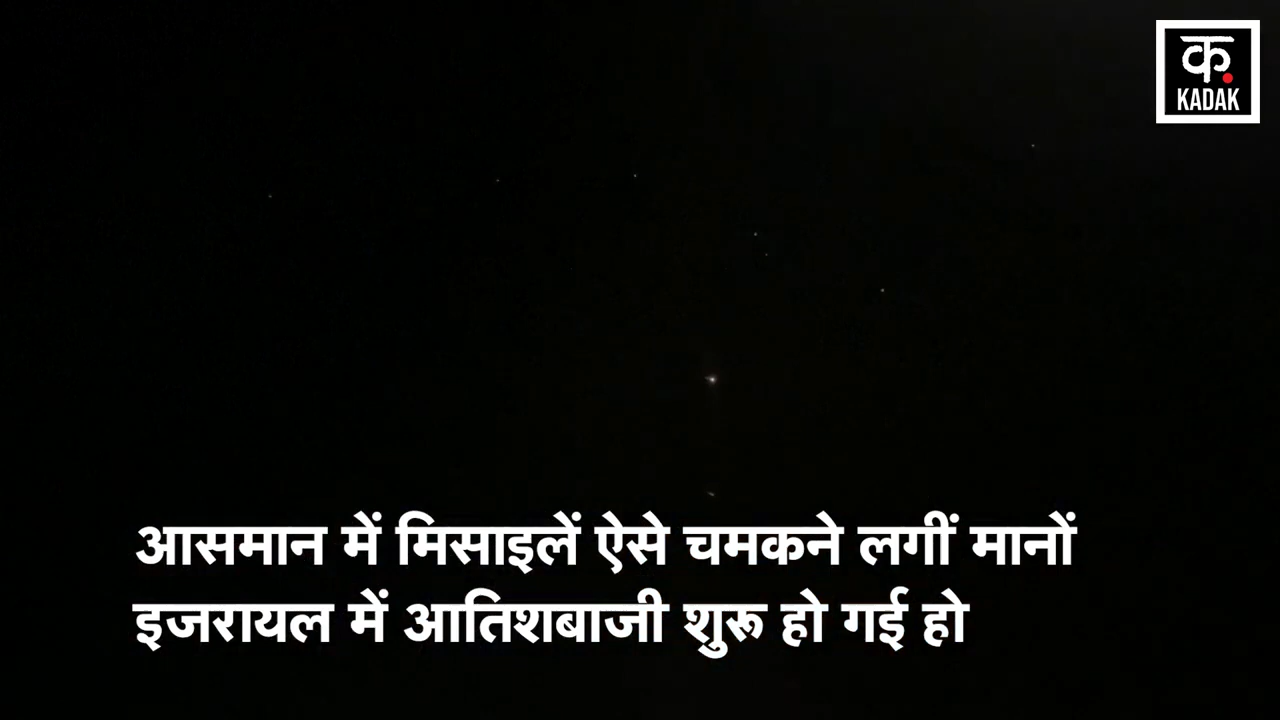 क
KADAK
आसमान में मिसाइलें ऐसे चमकने लगीं मानों
इजरायल में आतिशबाजी शुरू हो गई हो